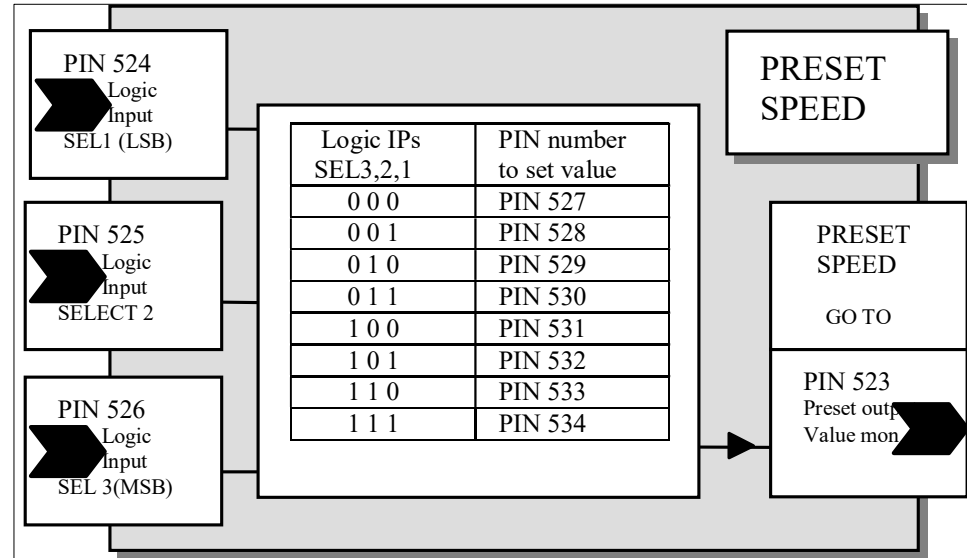 PIN 524
Logic
Input
SEL1 (LSB)
PIN 525
Logic
Input
SELECT 2
PIN 526
Logic
Input
SEL 3(MSB)
Logic IPs PIN number
SEL3,2,1 to set value
0 0 0 PIN 527
0 0 1 PIN 528
0 1 0 PIN 529
0 1 1 PIN 530
1 0 0 PIN 531
1 0 1 PIN 532
1 1 0 PIN 533
1 1 1 PIN 534
PRESET
SPEED
PRESET
SPEED
GO TO
PIN 523
Preset
Value mon